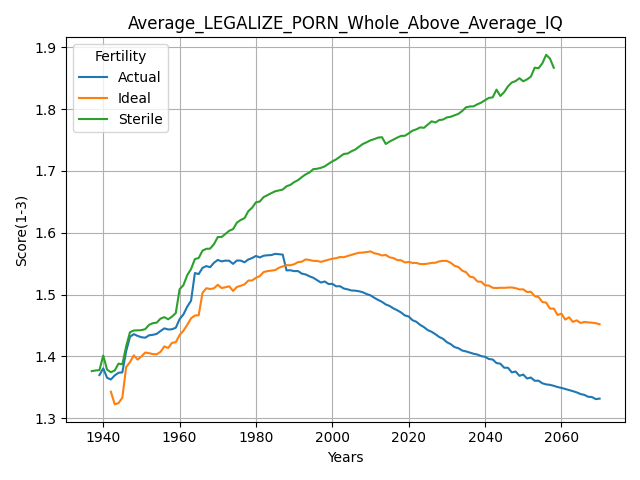 Average_LEGALIZE_PORN_Whole_Above_Average_IQ
Fertility
Actual
Ideal
Sterile
Score(1-3)
1.9
1.8
1.7
1.6
1.5
1.4
1.3
1940 1960 1980 2000 2020 2040 2060
Years